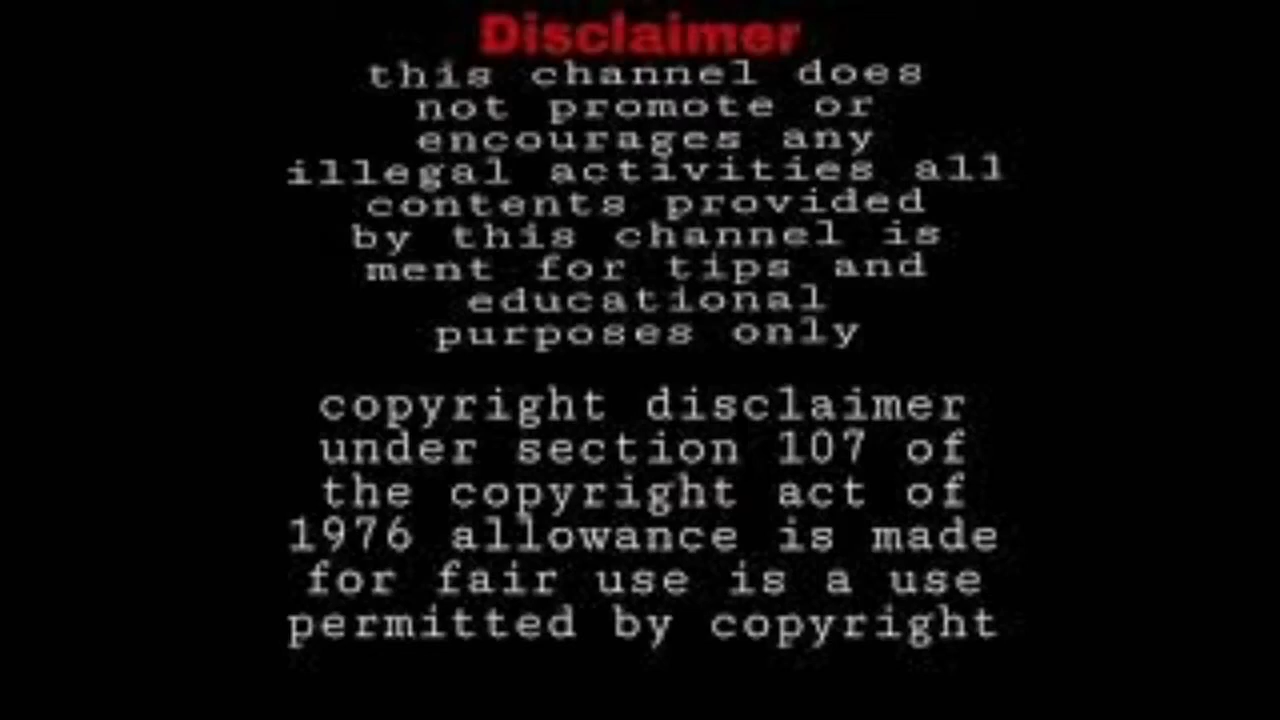 Disclaimer
this channel does
not promote or
encourages any
illegal activities all
contents provided
by this channel is
ment for tips and
educational
purposes only
copyright disclaimer
under section 107 of
the copyright act of
1976 allowance is made
for fair use is a use
permitted by copyright